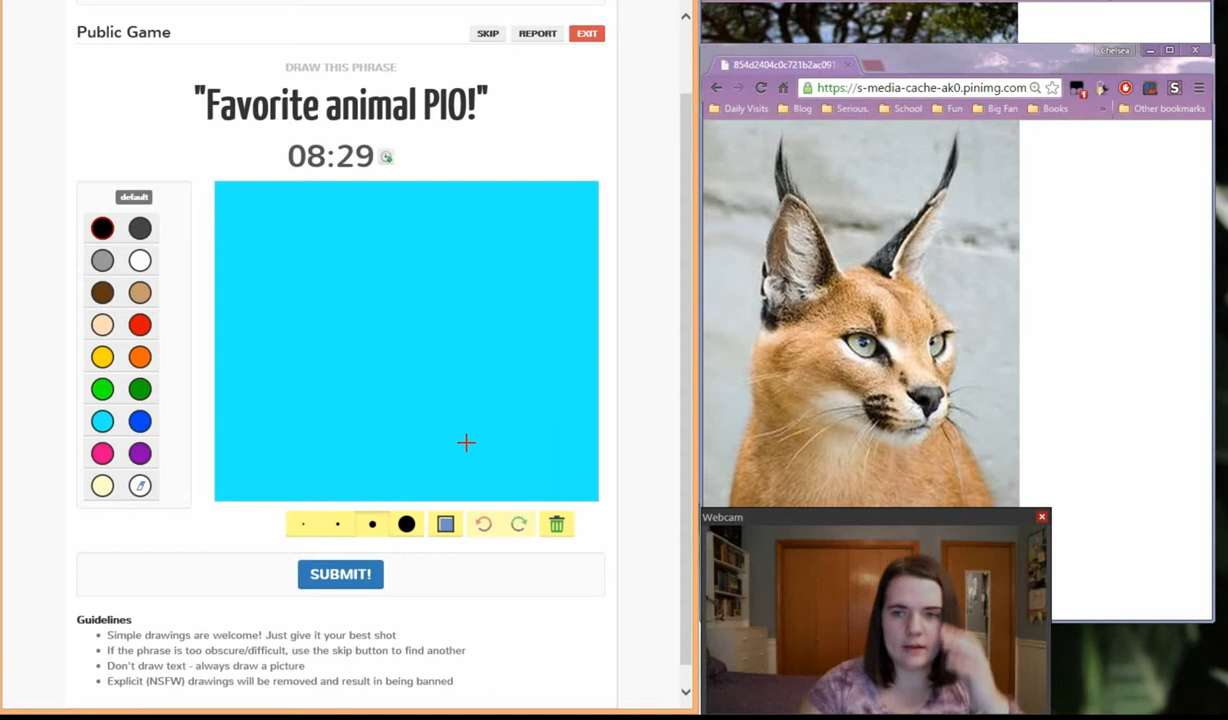 Public Game
SKIP
REPORT
EXIT
DRAW THIS PHRASE
"Favorite animal PIO!"
08:29
default
SUBMIT!
Guidelines
Simple drawings are welcome! Just give it your best shot
If the phrase is too obscure/difficult, use the skip button to find another
Don't draw text - always draw a picture
Explicit (NSFW) drawings will be removed and result in being banned
Chelsea
854d2404c0c721b2ac091
https://s-media-cache-ak0.pinimg.com
S
Daily Visits
Blog
Serious.
School
Fun
Big Fan
Books
»
Other bookmarks
Webcam